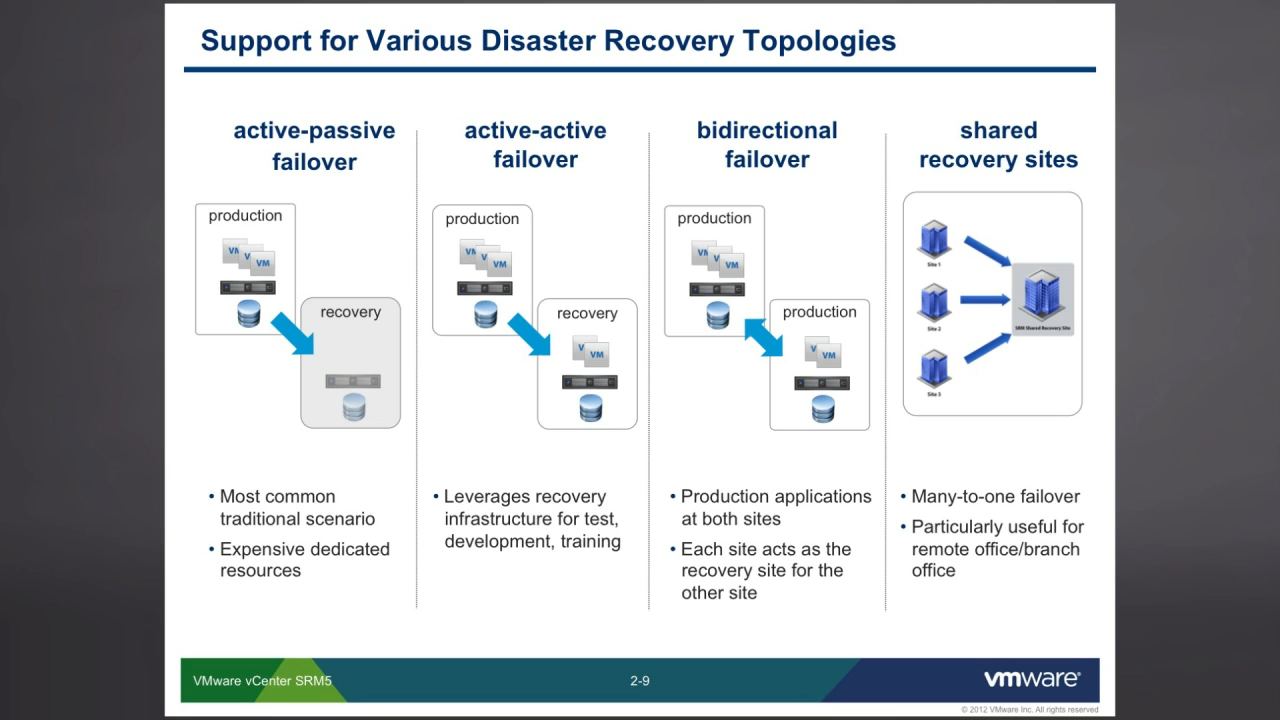 Support for Various Disaster Recovery Topologies
active-passive
failover
production
VM
VM
recovery
• Most common
traditional scenario
• Expensive dedicated
resources
active-active
failover
production
VM
recovery
VM
• Leverages recovery
infrastructure for test,
development, training
bidirectional
failover
production
VM
production
VM
• Production applications
at both sites
• Each site acts as the
recovery site for the
other site
shared
recovery sites
Site 1
Site 2
Site 3
SRM Shared Recovery Site
• Many-to-one failover
• Particularly useful for
remote office/branch
office
VMware vCenter SRM5
2-9
vmware®
© 2012 VMware Inc. All rights reserved